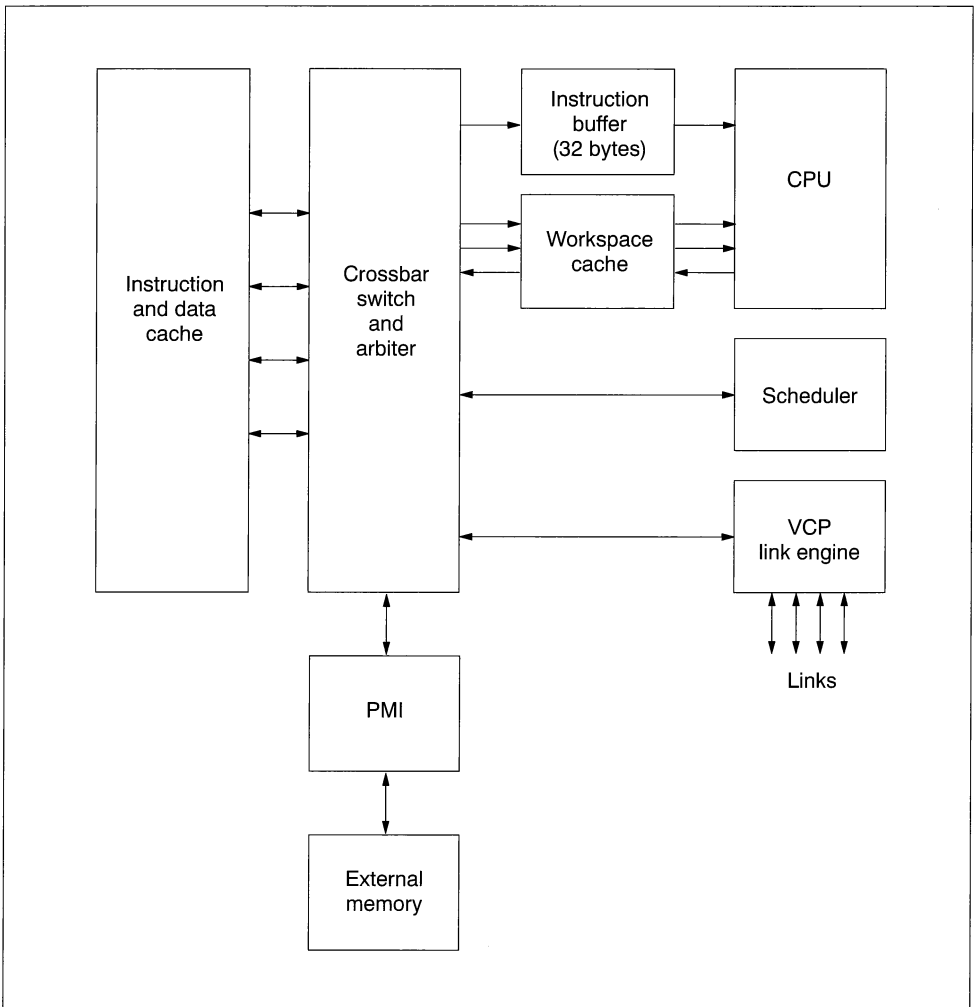 Instruction
and data
cache
Crossbar
switch
and
arbiter
Instruction
buffer
(32 bytes)
Workspace
cache
CPU
Scheduler
VCP
link engine
Links
PMI
External
memory